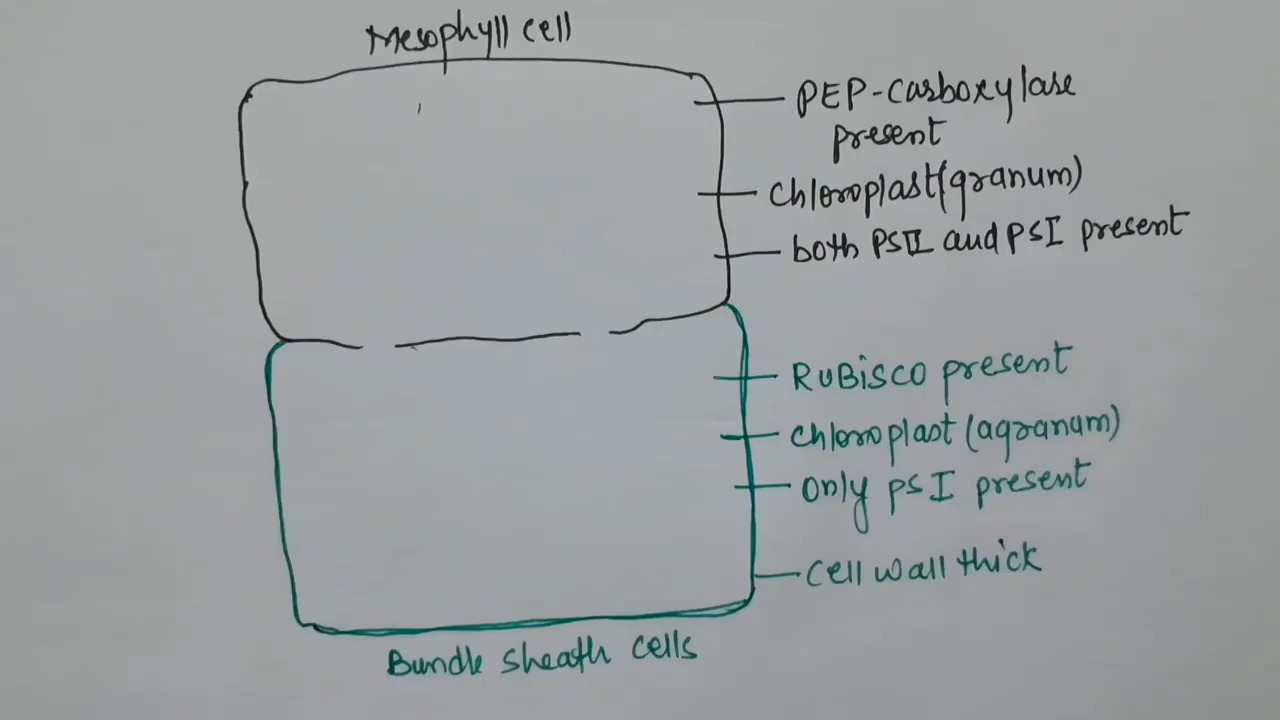 Mesophyll cell
PEP-carboxylase
present
Chloroplast(granum)
both PSII and PSI present
RUBisCO present
Chloroplast (agranum)
Only PSI present
Cell wall thick
Bundle sheath cells